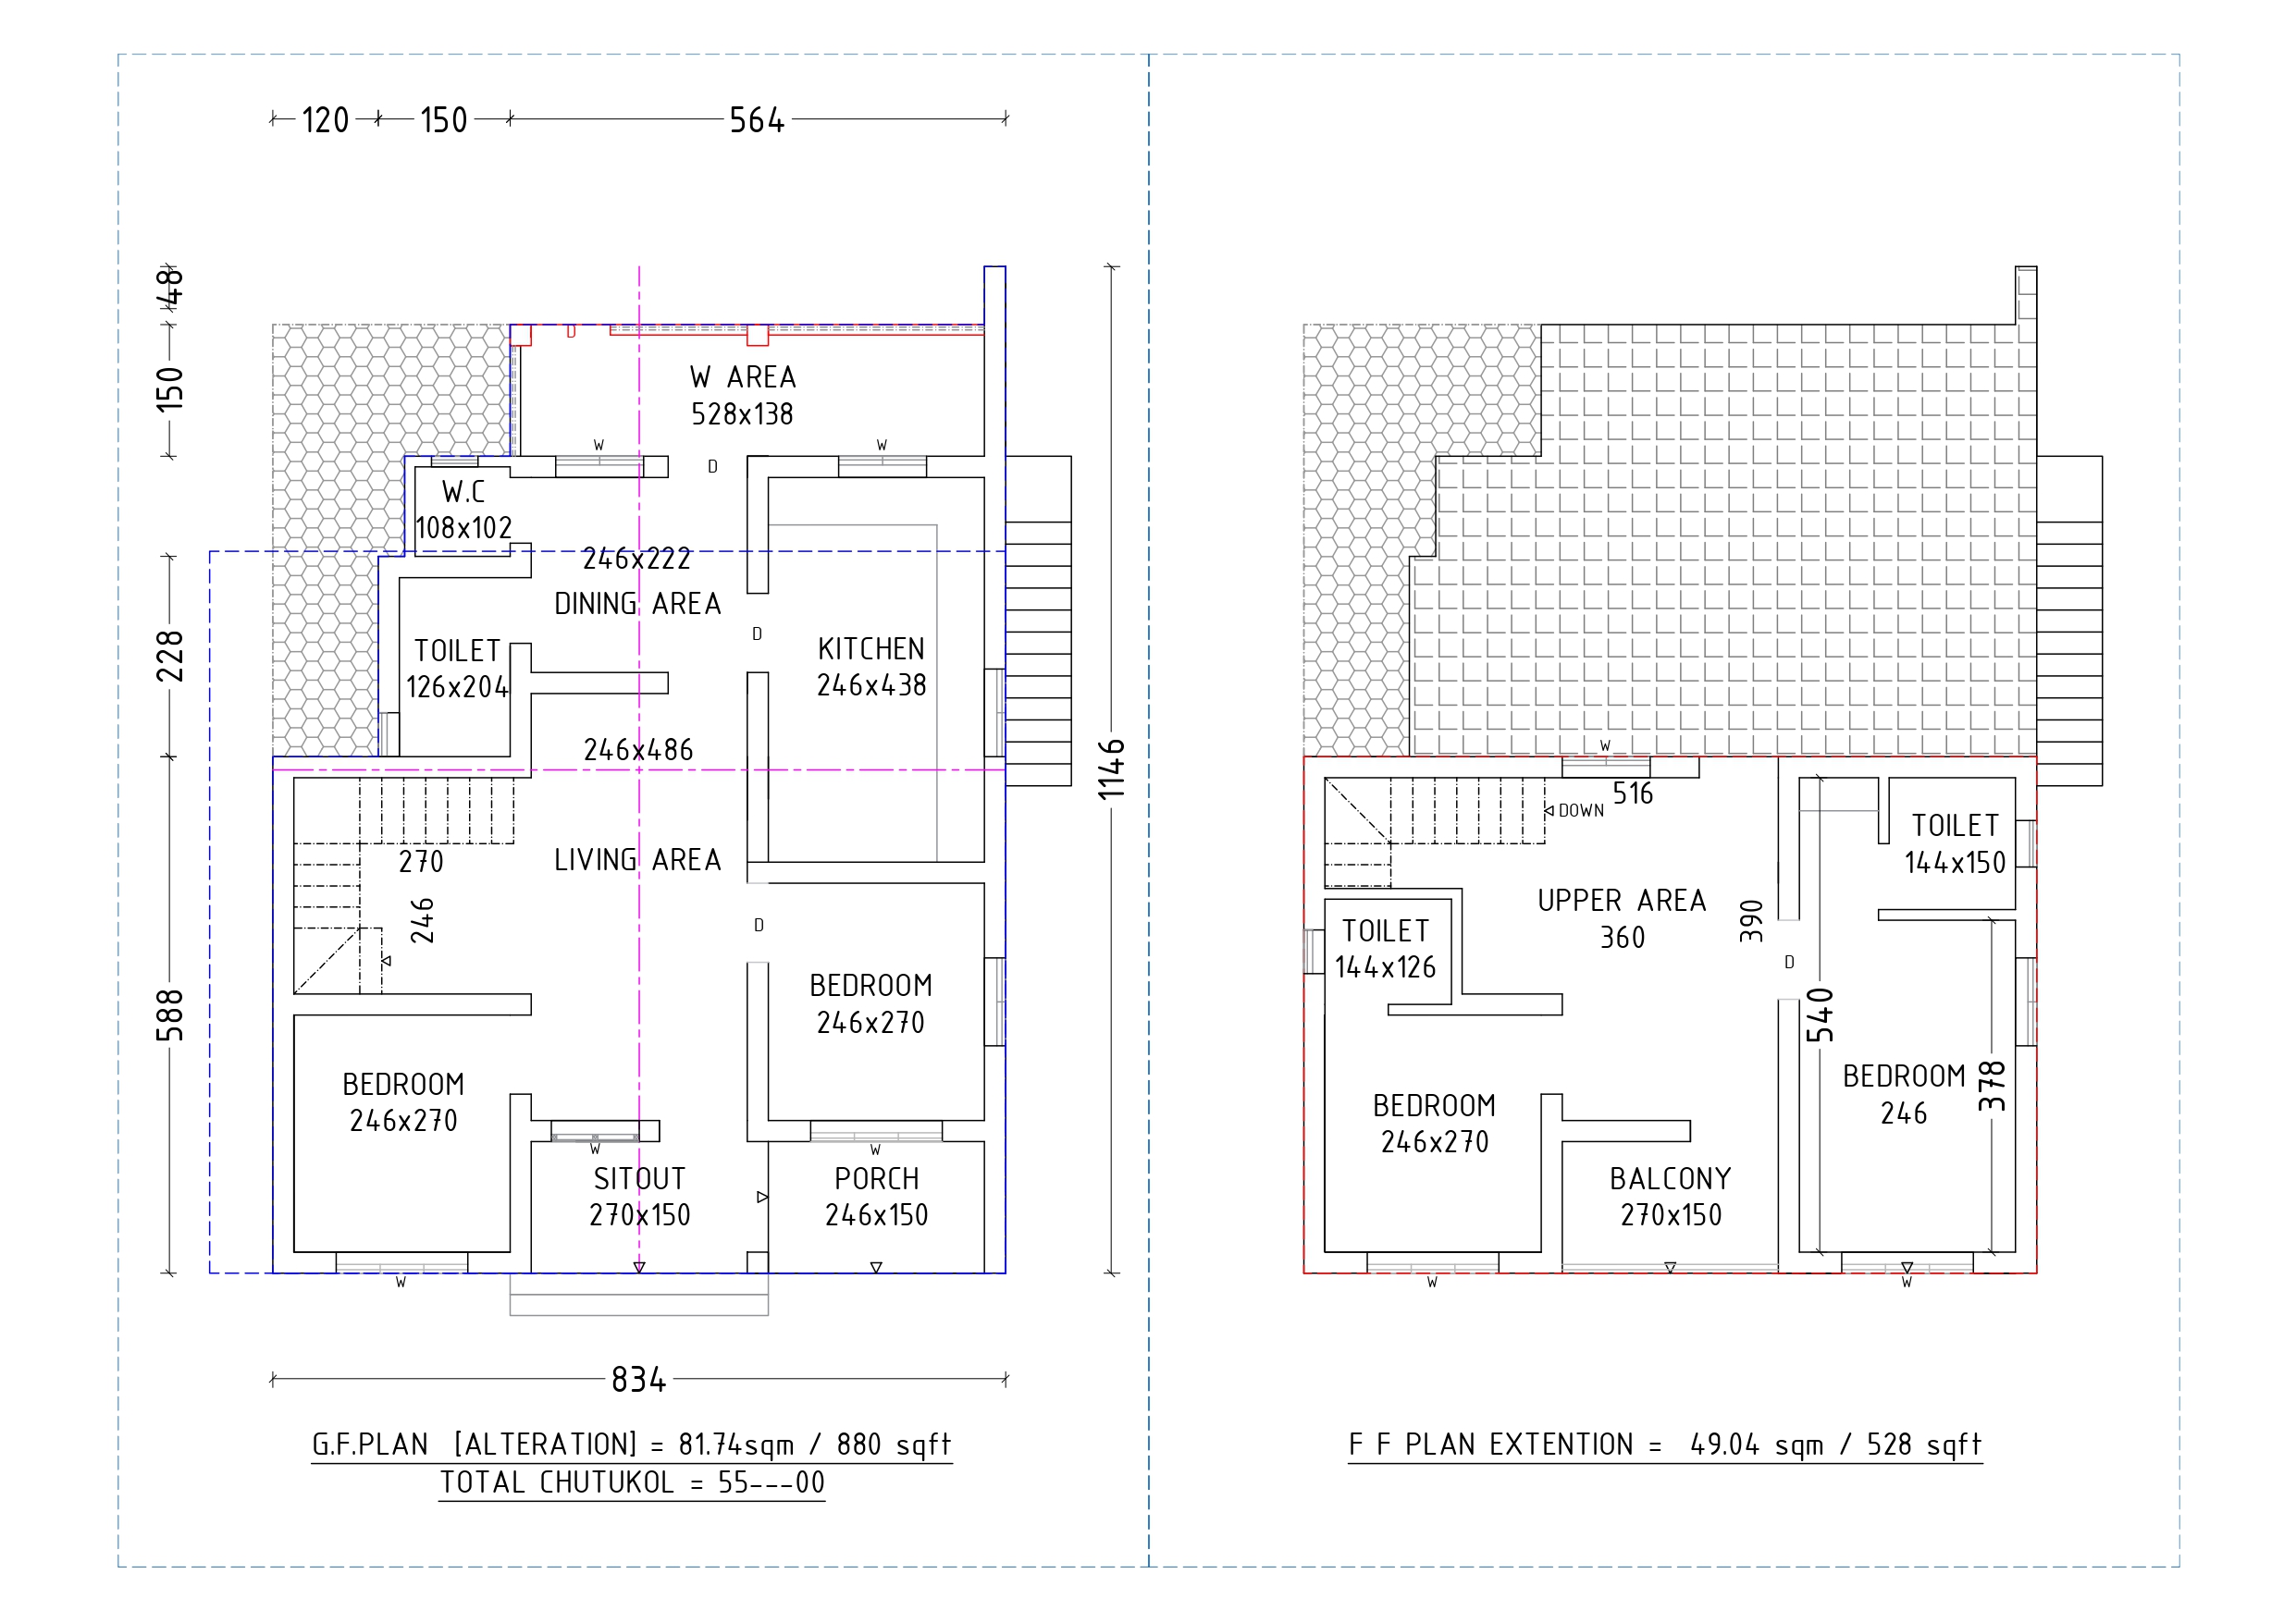 120
150
564
48
150
228
588
1146
834
D
W AREA
528x138
W
W
D
W.C
108x102
246x222
DINING AREA
D
TOILET
126x204
KITCHEN
246x438
246x486
270
246
LIVING AREA
D
BEDROOM
246x270
BEDROOM
246x270
W
W
SITOUT
270x150
PORCH
246x150
W
G.F.PLAN [ALTERATION] = 81.74sqm / 880 sqft
TOTAL CHUTUKOL = 55---00
W
516
DOWN
TOILET
144x150
UPPER AREA
360
390
TOILET
144x126
D
540
378
BEDROOM
246
BEDROOM
246x270
BALCONY
270x150
W
W
F F PLAN EXTENTION = 49.04 sqm / 528 sqft